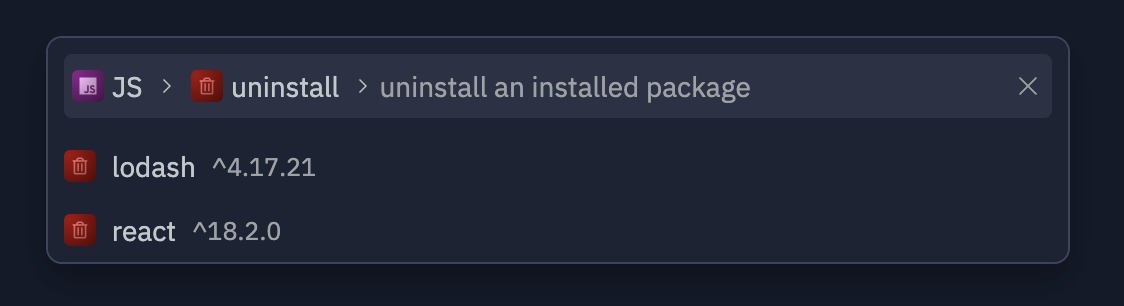 JS > uninstall > uninstall an installed package
lodash ^4.17.21
react ^18.2.0